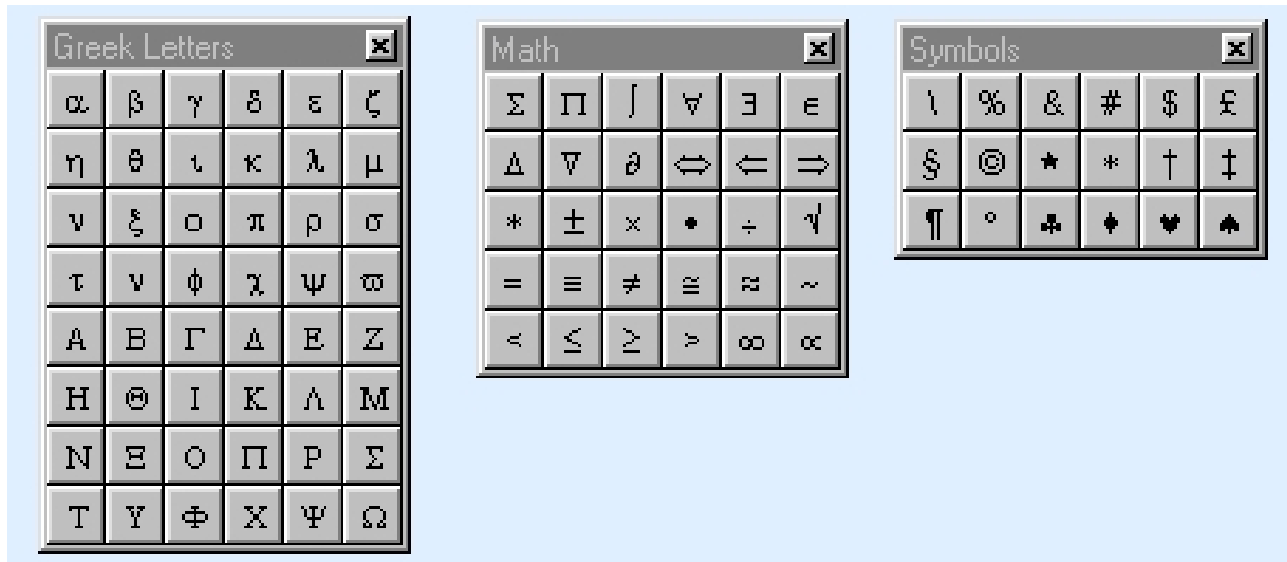 Greek Letters
α β γ δ ε ζ
η θ ι κ λ μ
ν ξ ο π ρ σ
τ ν φ χ ψ ϖ
Α Β Γ Δ Ε Ζ
Η Θ Ι Κ Λ Μ
Ν Ξ Ο Π Ρ Σ
Τ Υ Φ Χ Ψ Ω
Math
Σ Π ∫ ∀ ∃ ∈
Δ ∇ ∂ ⇔ ⇐ ⇒
* ± × • ÷ √
= ≡ ≠ ≅ ≈ ~
< ≤ ≥ > ∞ ∝
Symbols
\ % & # $ £
§ © ★ * † ‡
¶ ° ♣ ♦ ♥ ♠